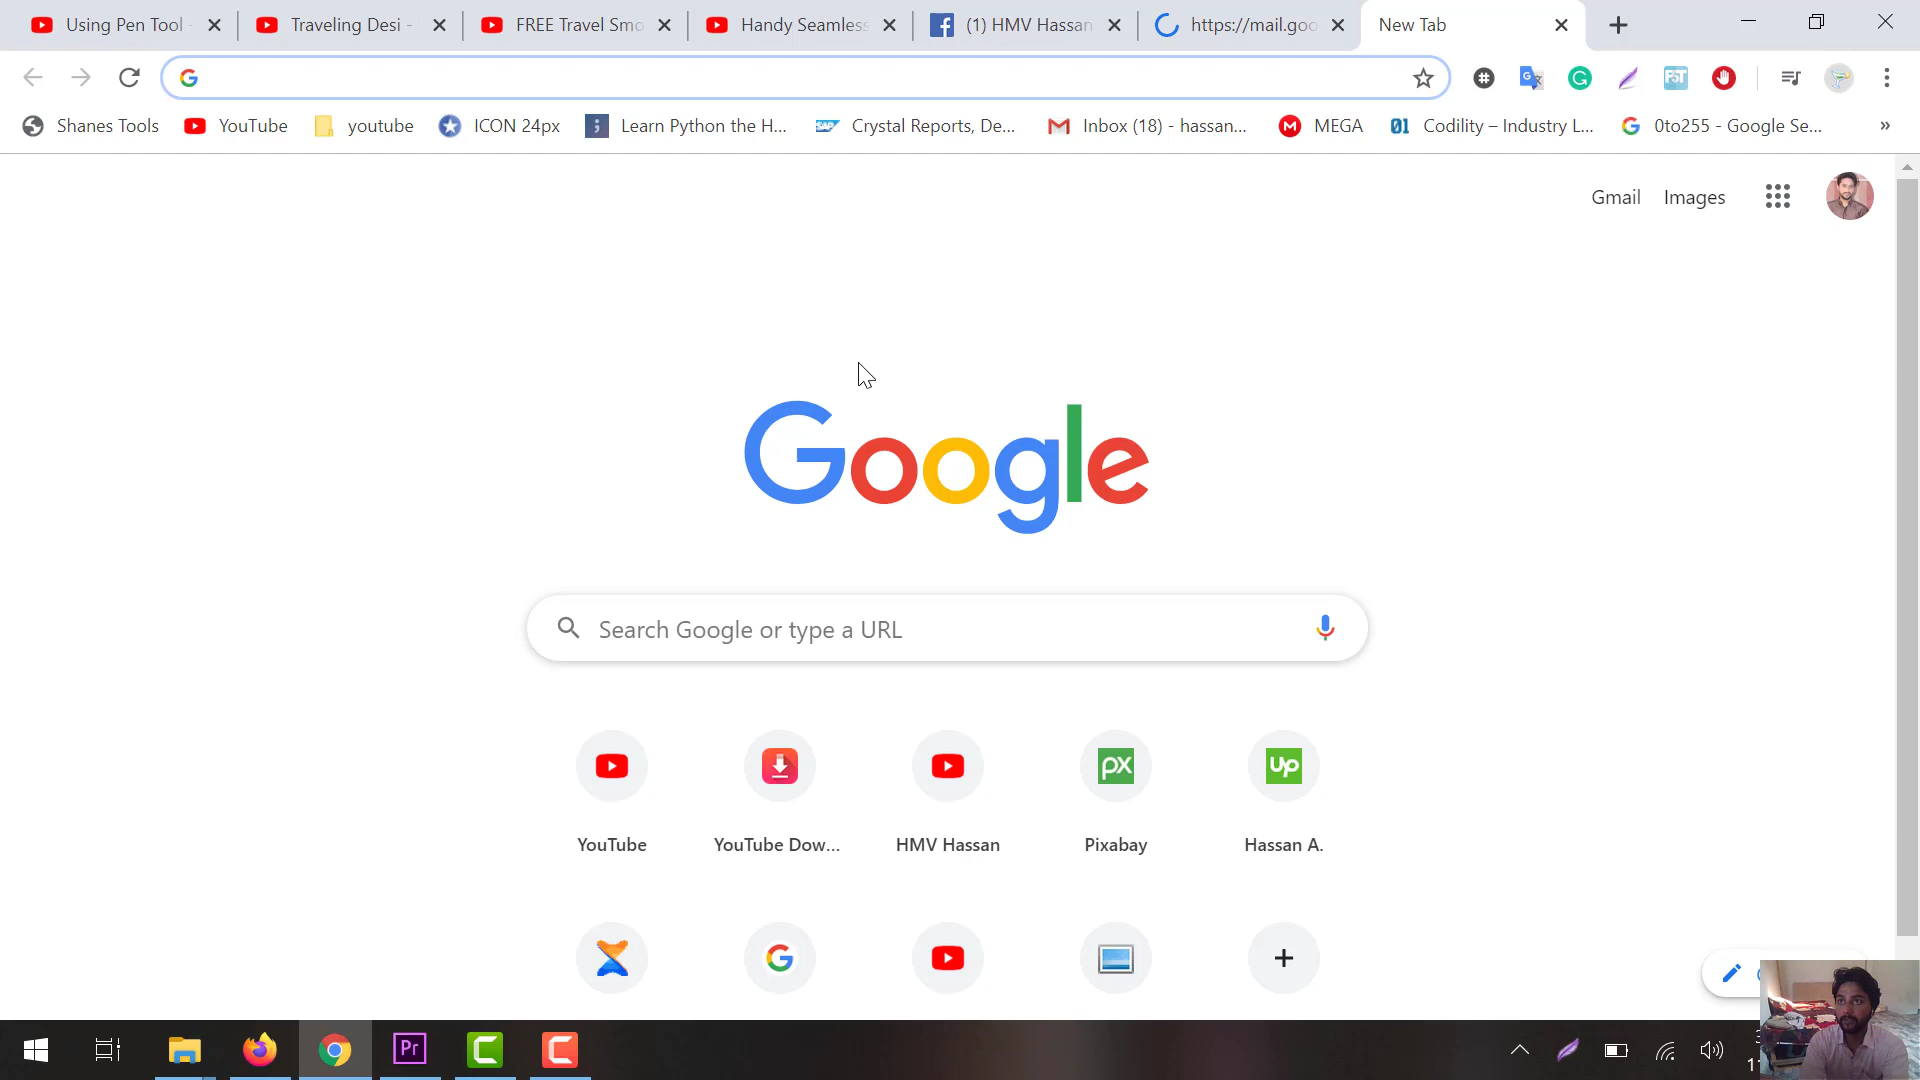 Using Pen Tool -
Traveling Desi -
FREE Travel Smo
Handy Seamless
(1) HMV Hassan
https://mail.goo
New Tab
Shanes Tools
YouTube
youtube
ICON 24px
Learn Python the H...
Crystal Reports, De...
Inbox (18) - hassan...
MEGA
Codility – Industry L...
0to255 - Google Se...
»
Gmail
Images
Google
Search Google or type a URL
YouTube
YouTube Dow...
HMV Hassan
Pixabay
Hassan A.